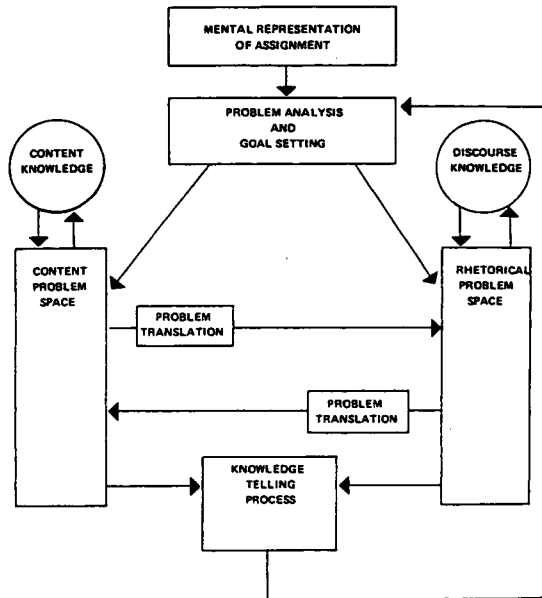 MENTAL REPRESENTATION
OF ASSIGNMENT
PROBLEM ANALYSIS
AND
GOAL SETTING
CONTENT
KNOWLEDGE
DISCOURSE
KNOWLEDGE
CONTENT
PROBLEM
SPACE
RHETORICAL
PROBLEM
SPACE
PROBLEM
TRANSLATION
PROBLEM
TRANSLATION
KNOWLEDGE
TELLING
PROCESS